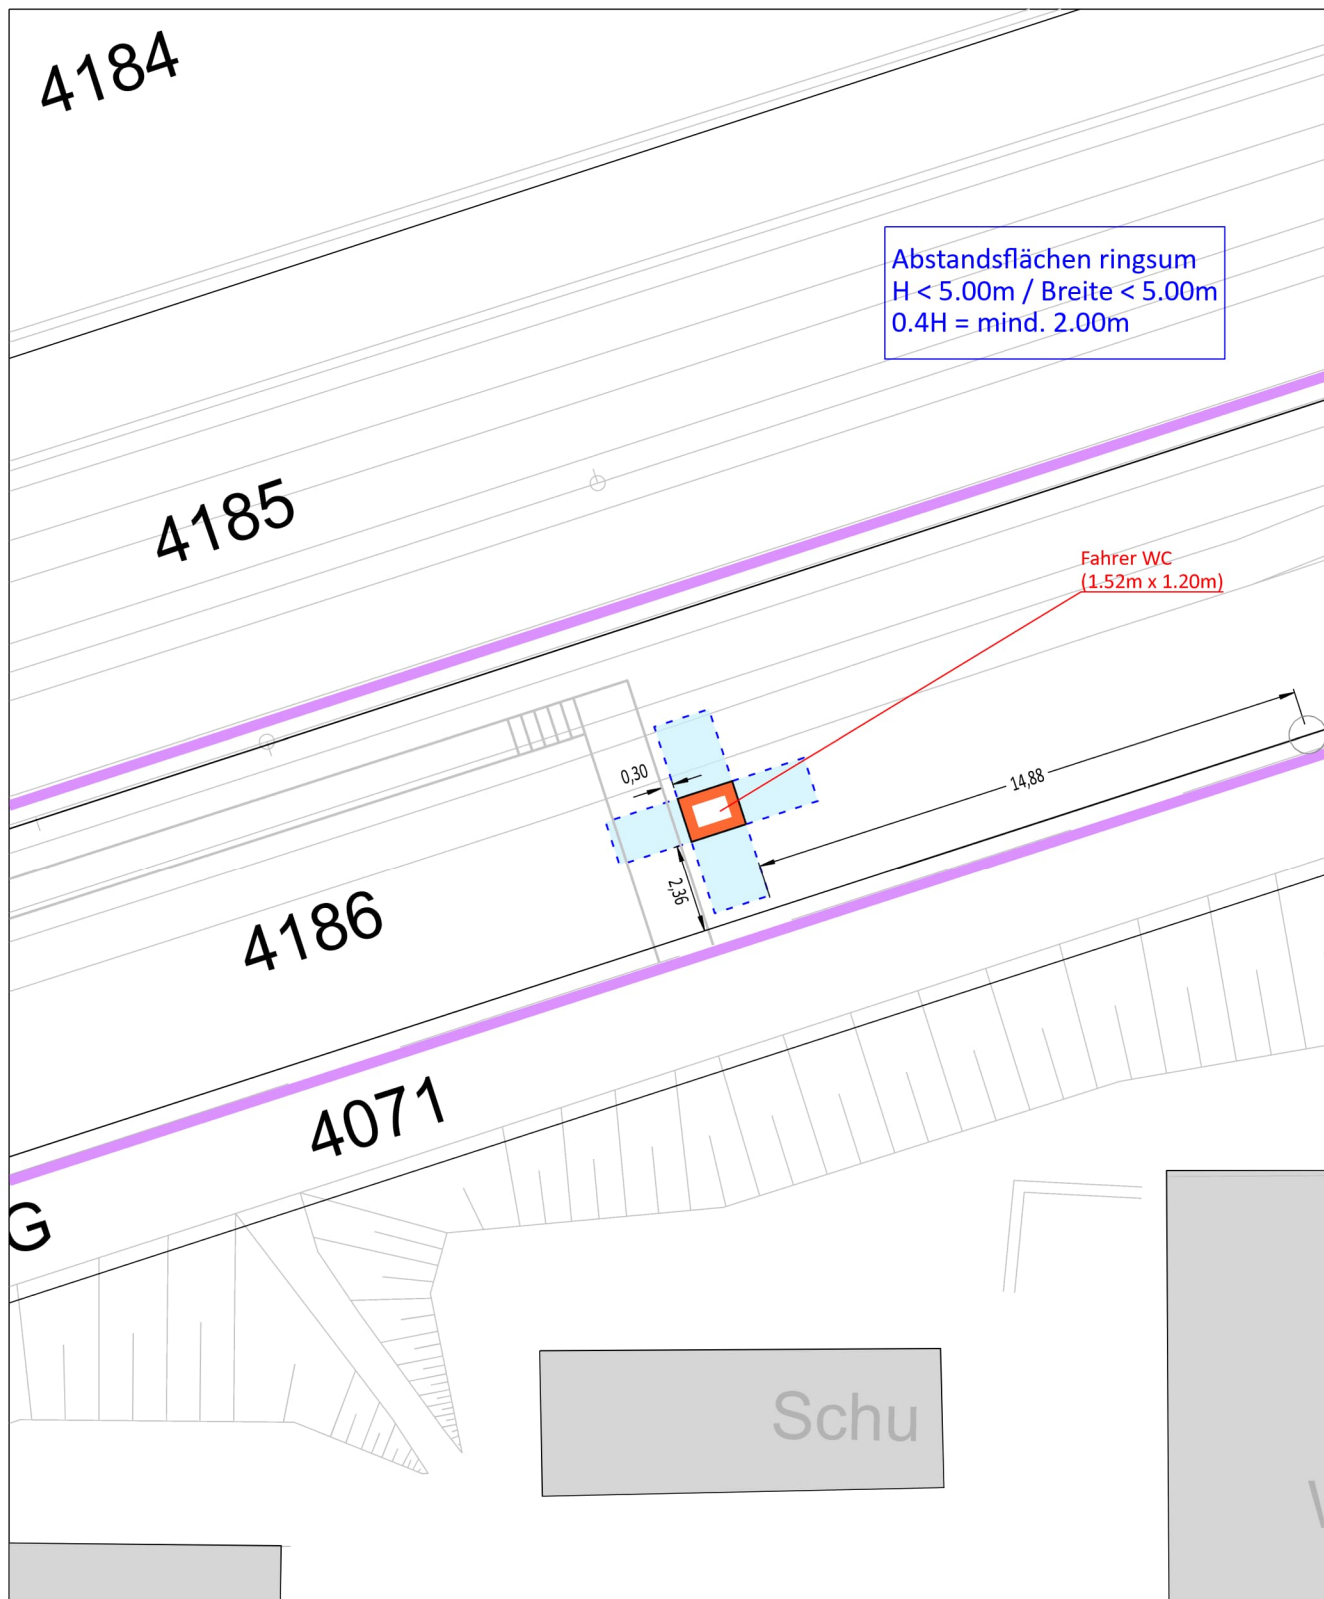 4184
Abstandsflächen ringsum
H < 5.00m / Breite < 5.00m
0.4H = mind. 2.00m
4185
Fahrer WC
(1.52m x 1.20m)
0,30
14,88
2,36
4186
4071
G
Schu